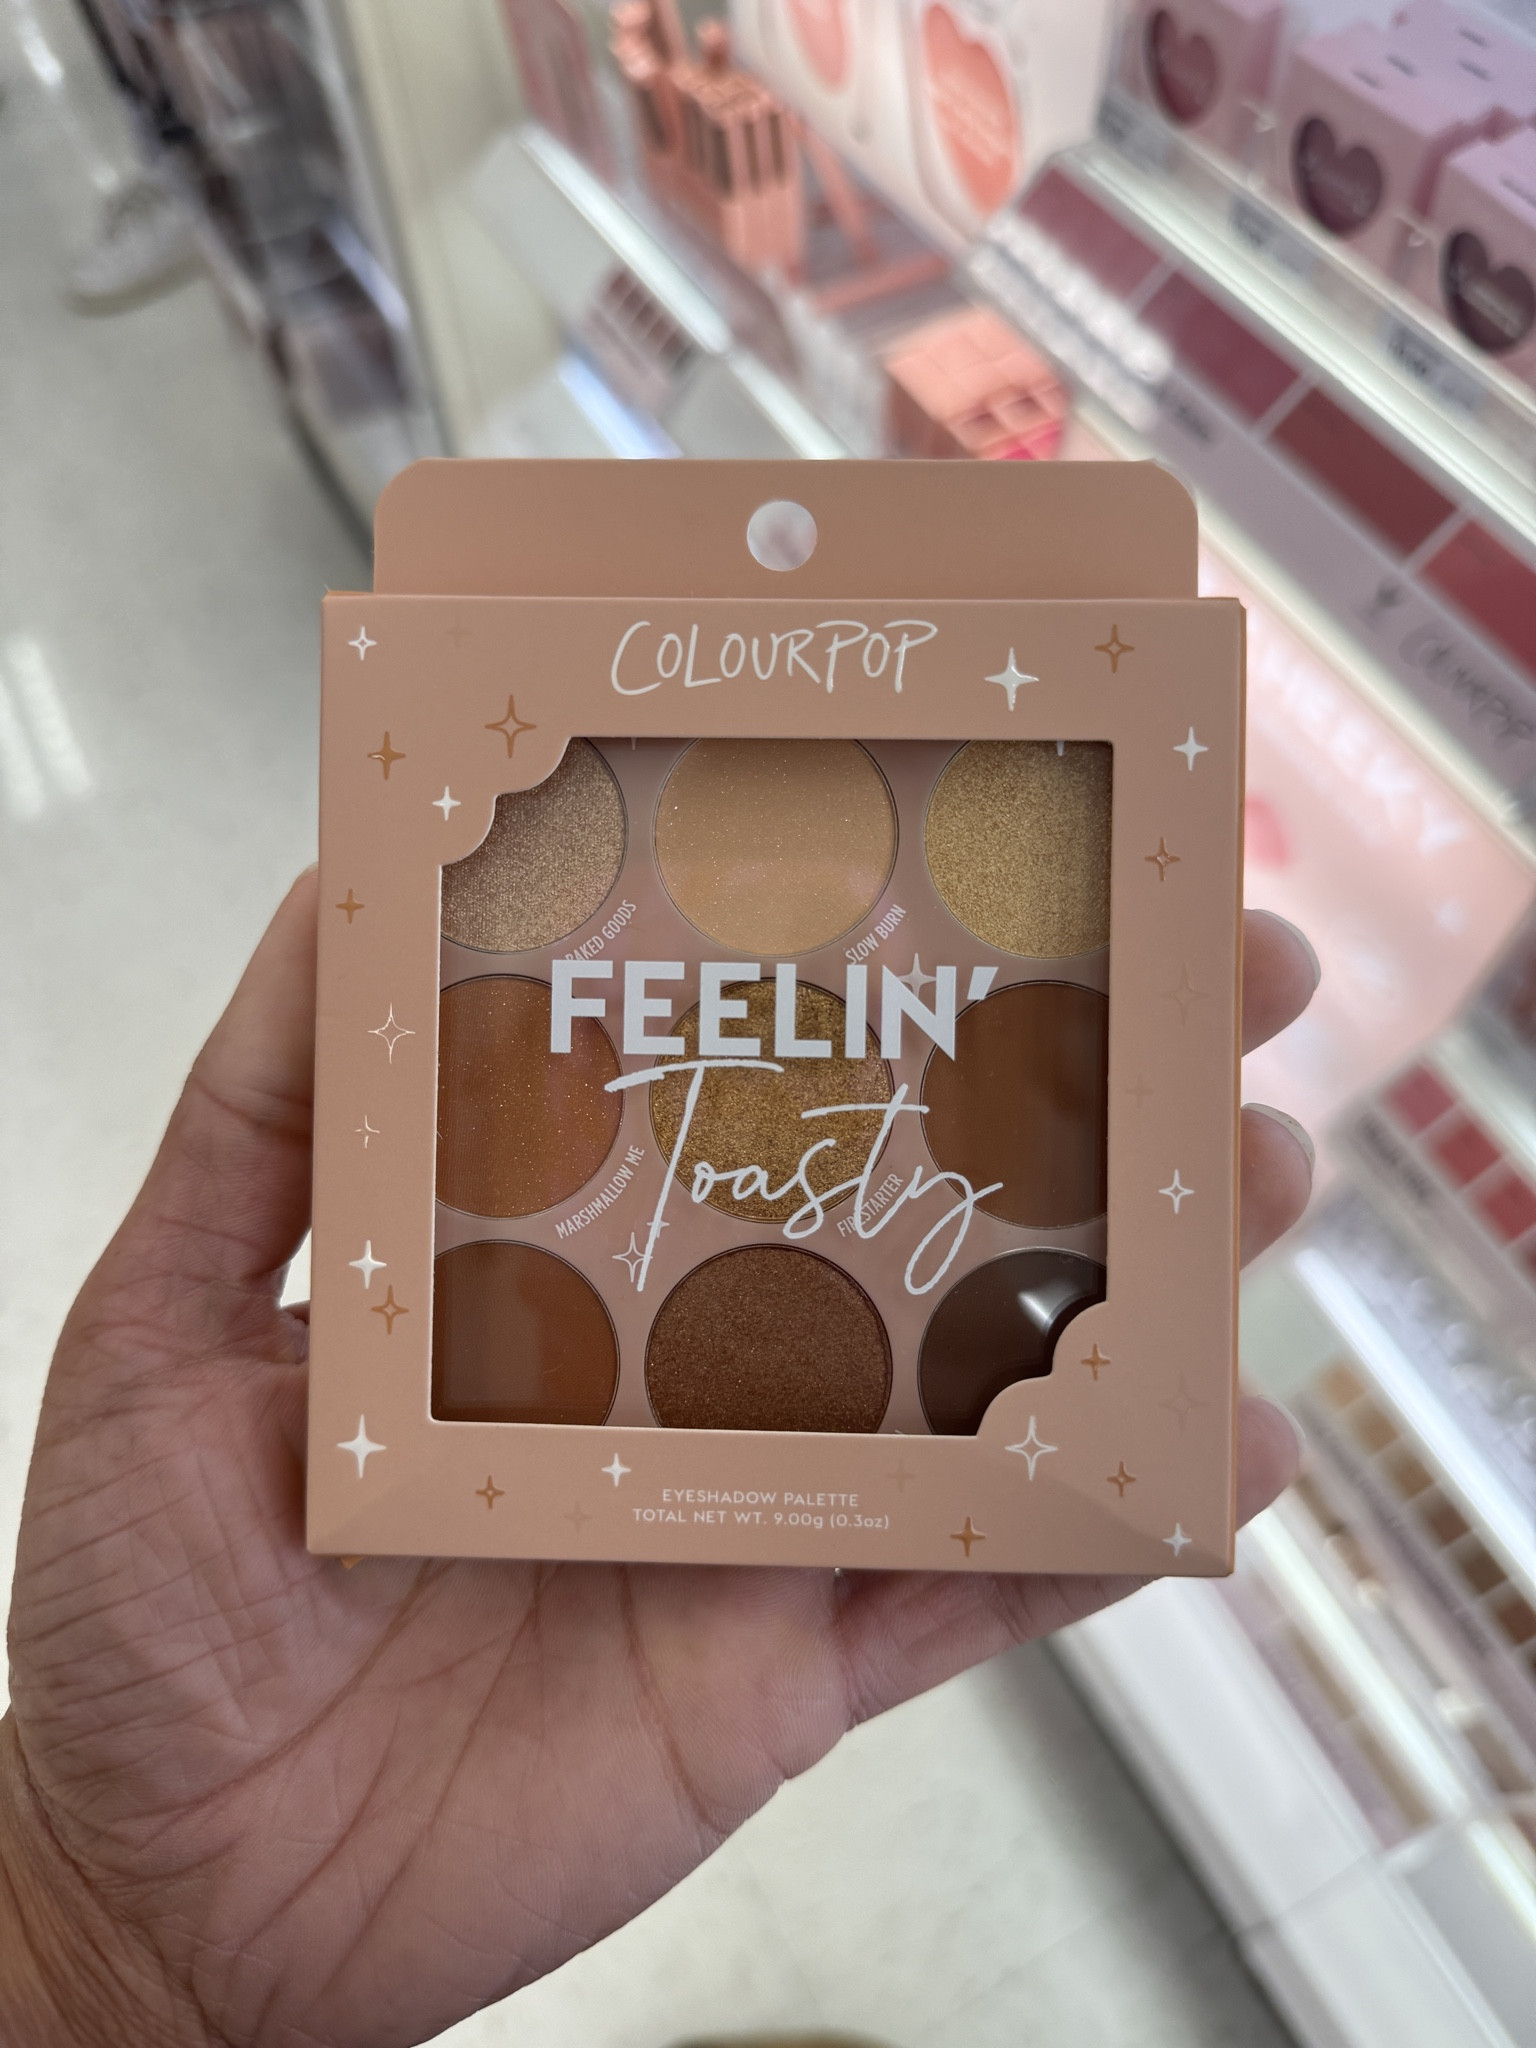 COLOURPOP
BAKED GOODS
SLOW BURN
FEELIN'
Toasty
MARSHMALLOW ME
FIRESTARTER
EYESHADOW PALETTE
TOTAL NET WT. 9.00g (0.3oz)
COLOURPOP